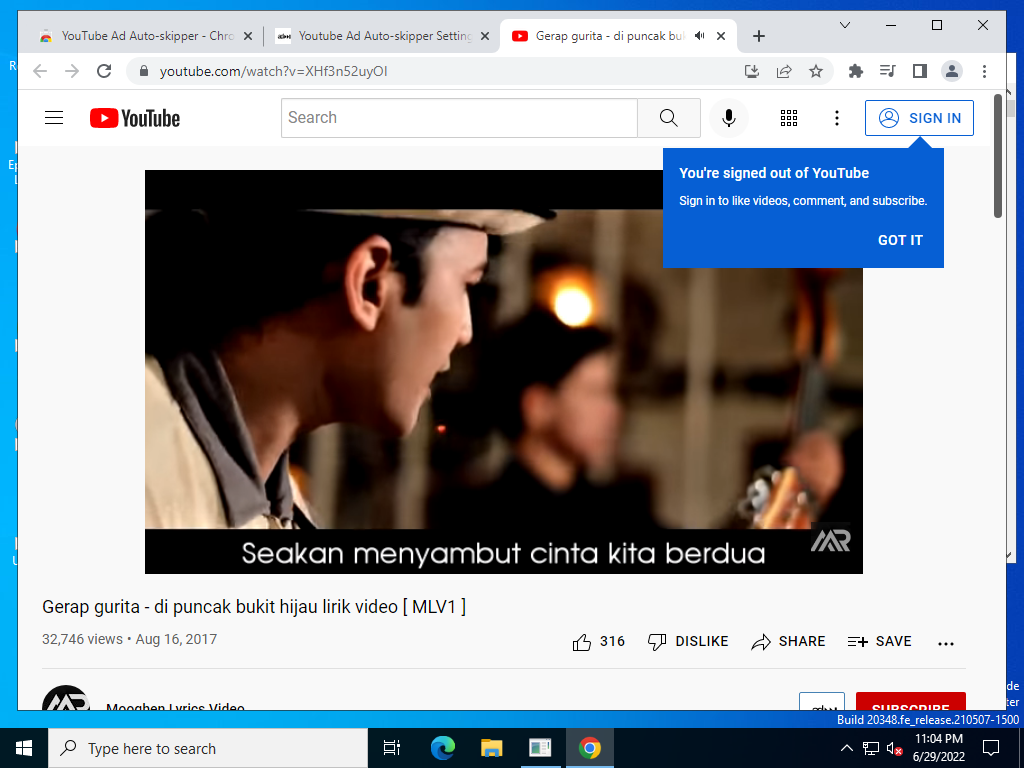 YouTube Ad Auto-skipper - Chro
Youtube Ad Auto-skipper Setting
Gerap gurita - di puncak buk
youtube.com/watch?v=XHf3n52uyOI
YouTube
Search
SIGN IN
You're signed out of YouTube
Sign in to like videos, comment, and subscribe.
GOT IT
Seakan menyambut cinta kita berdua
MR
Gerap gurita - di puncak bukit hijau lirik video [ MLV1 ]
32,746 views • Aug 16, 2017
316
DISLIKE
SHARE
SAVE
Mooghen Lyrics Video
SUBSCRIBE
Build 20348.fe_release.210507-1500
Type here to search
11:04 PM
6/29/2022